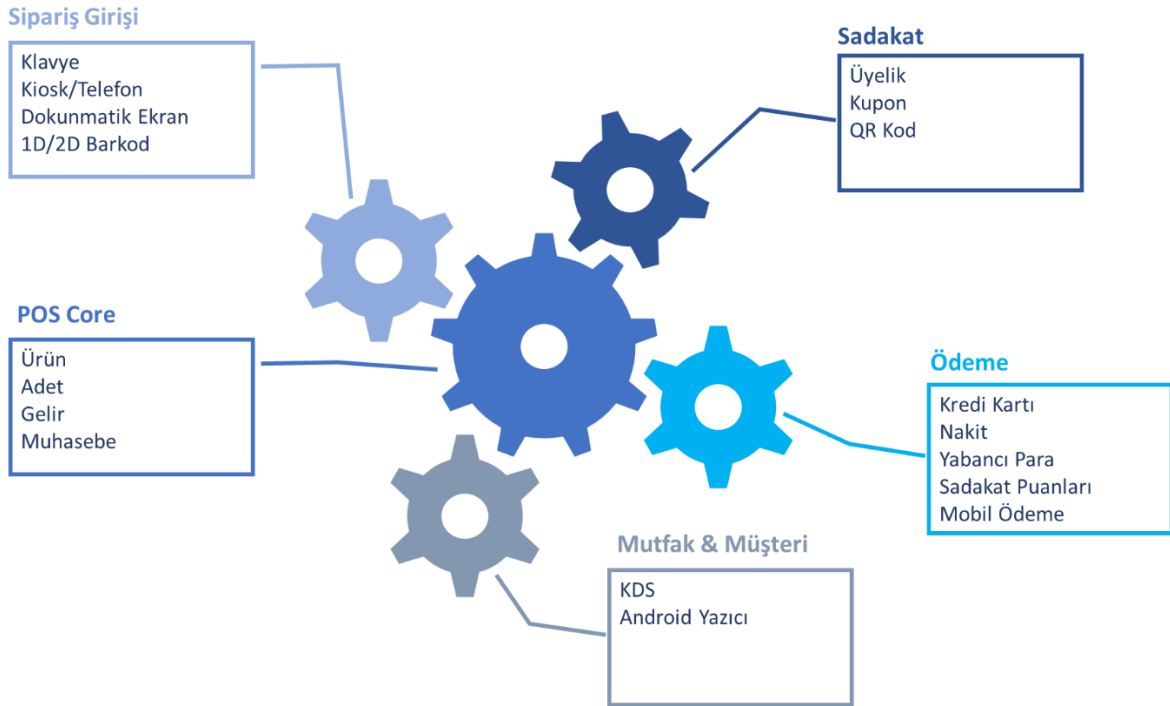 Sipariş Girişi
Klavye
Kiosk/Telefon
Dokunmatik Ekran
1D/2D Barkod
Sadakat
Üyelik
Kupon
QR Kod
POS Core
Ürün
Adet
Gelir
Muhasebe
Ödeme
Kredi Kartı
Nakit
Yabancı Para
Sadakat Puanları
Mobil Ödeme
Mutfak & Müşteri
KDS
Android Yazıcı